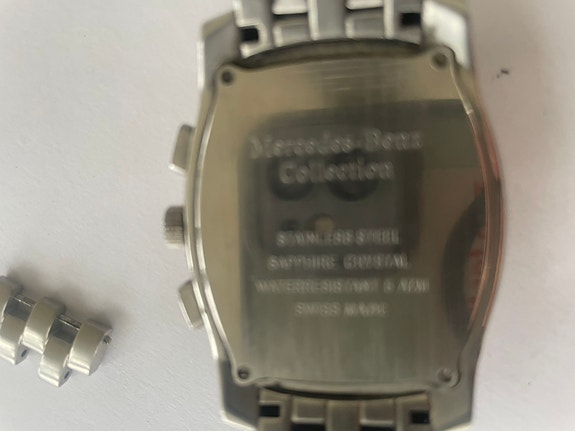 Mercedes-Benz
Collection
STAINLESS STEEL
SAPPHIRE CRYSTAL
WATERRESISTANT 5 ATM
SWISS MADE